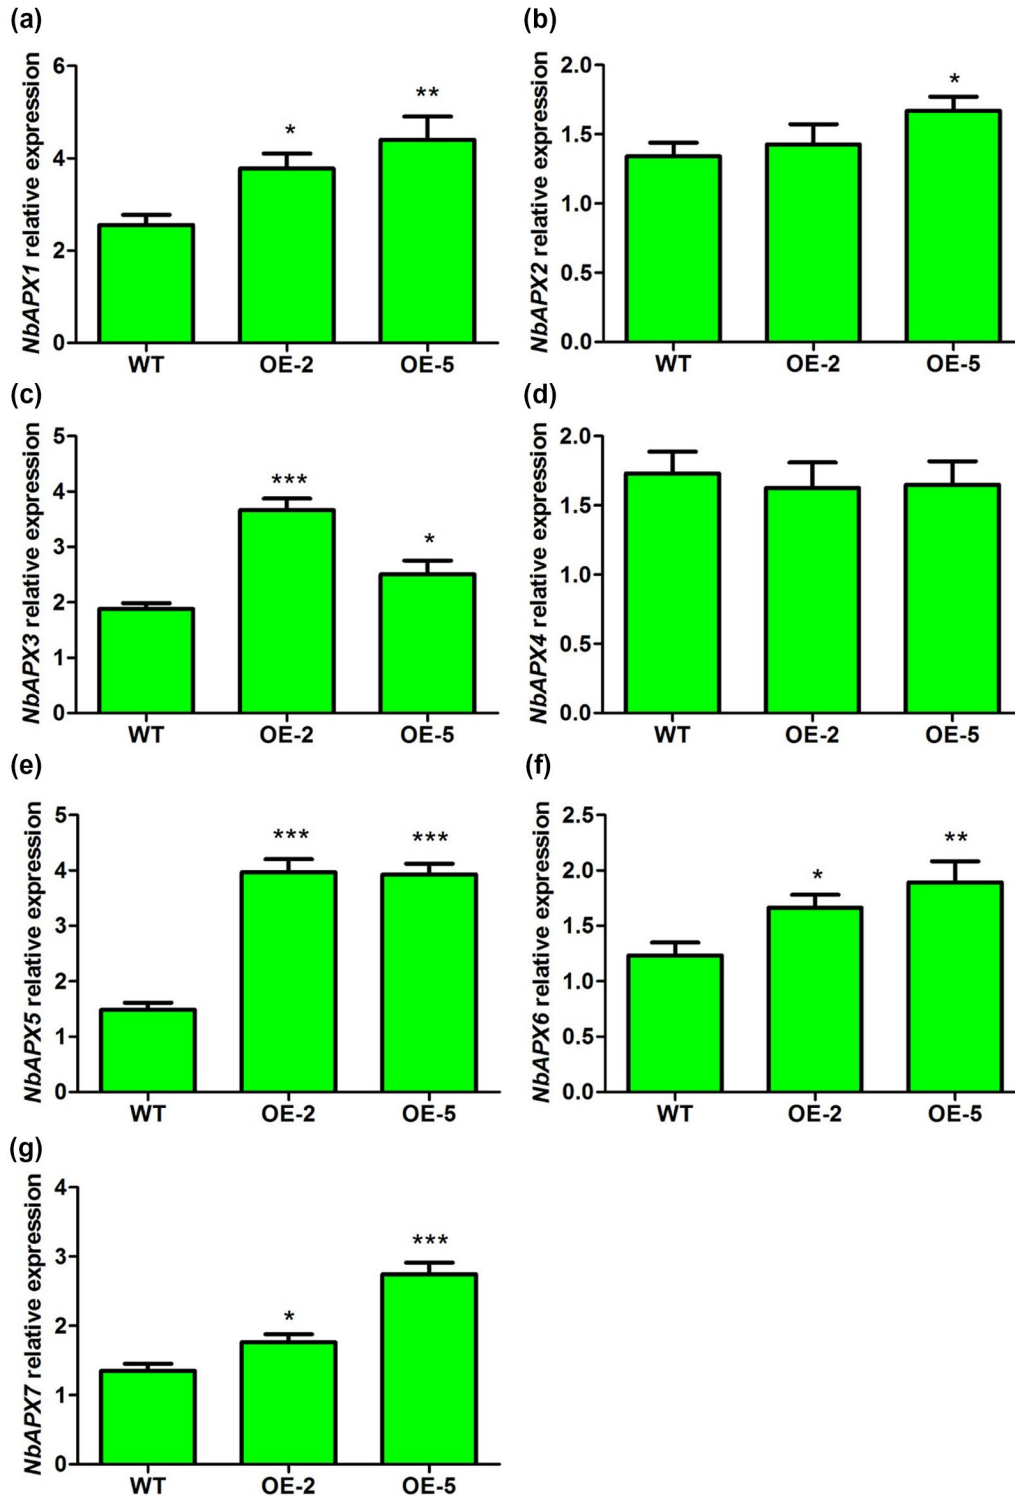 (a)
NbAPX1 relative expression
6
4
2
0
*
**
WT OE-2 OE-5
(b)
NbAPX2 relative expression
2.0
1.5
1.0
0.5
0.0
*
WT OE-2 OE-5
(c)
NbAPX3 relative expression
5
4
3
2
1
0
***
*
WT OE-2 OE-5
(d)
NbAPX4 relative expression
2.0
1.5
1.0
0.5
0.0
WT OE-2 OE-5
(e)
NbAPX5 relative expression
5
4
3
2
1
0
*** ***
WT OE-2 OE-5
(f)
NbAPX6 relative expression
2.5
2.0
1.5
1.0
0.5
0.0
*
**
WT OE-2 OE-5
(g)
NbAPX7 relative expression
4
3
2
1
0
*
***
WT OE-2 OE-5